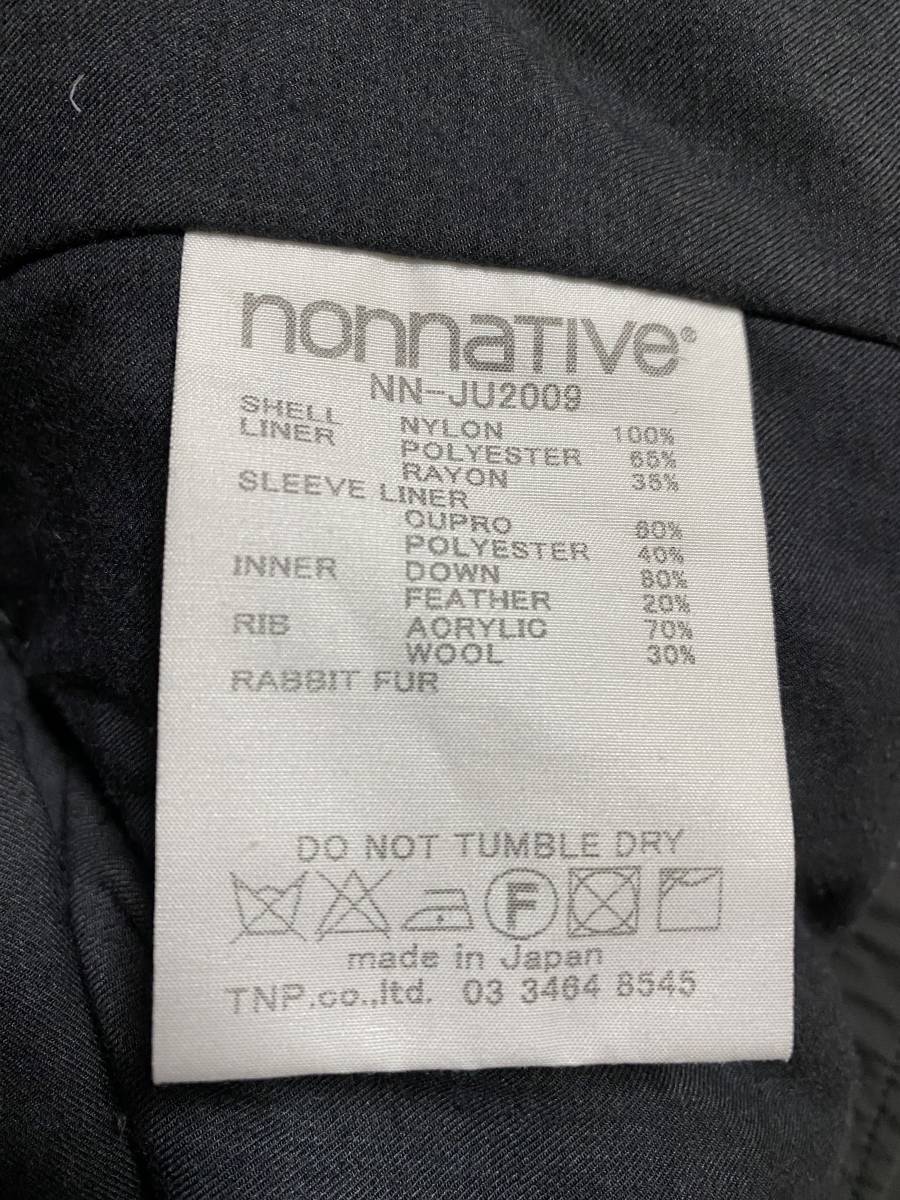 nonnaTIVe®
NN-JU2009
SHELL NYLON 100%
LINER POLYESTER 65%
RAYON 35%
SLEEVE LINER
CUPRO 60%
POLYESTER 40%
INNER DOWN 80%
FEATHER 20%
RIB ACRYLIC 70%
WOOL 30%
RABBIT FUR
DO NOT TUMBLE DRY
F
made in Japan
TNP.co.,ltd. 03 3464 8545